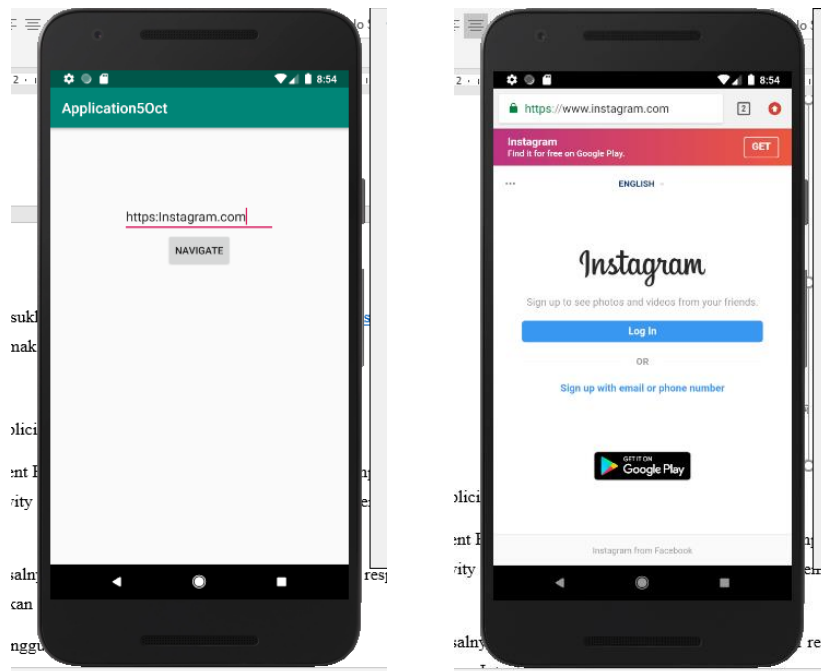 8:54
Application5Oct
https:Instagram.com
NAVIGATE
8:54
https://www.instagram.com
2
Instagram
Find it for free on Google Play.
GET
...
ENGLISH
Instagram
Sign up to see photos and videos from your friends.
Log In
OR
Sign up with email or phone number
GET IT ON
Google Play
Instagram from Facebook